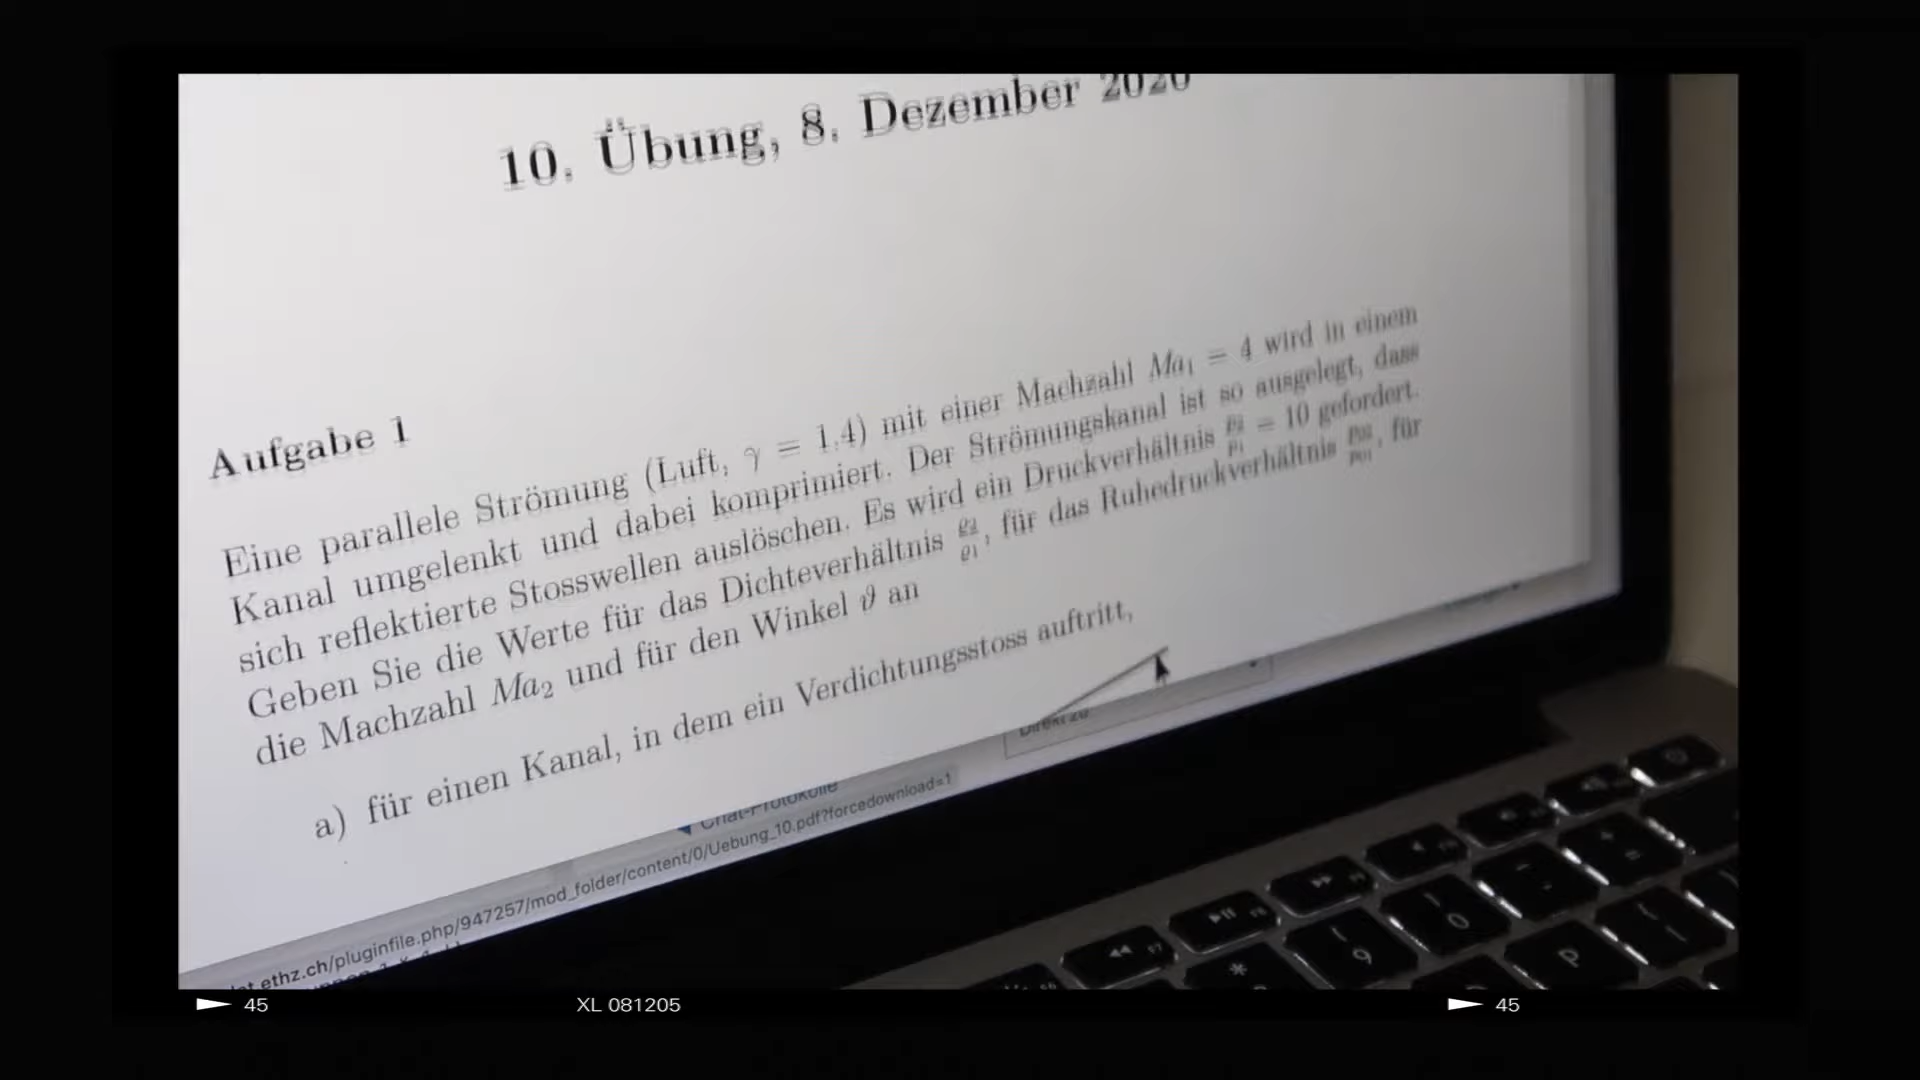 10. Übung, 8. Dezember 2020
Aufgabe 1
Eine parallele Strömung (Luft, γ = 1.4) mit einer Machzahl Ma₁ = 4 wird in einem
Kanal umgelenkt und dabei komprimiert. Der Strömungskanal ist so ausgelegt, dass
sich reflektierte Stosswellen auslöschen. Es wird ein Druckverhältnis p₂/p₁ = 10 gefordert.
Geben Sie die Werte für das Dichteverhältnis ϱ₂/ϱ₁, für das Ruhedruckverhältnis p₀₂/p₀₁, für
die Machzahl Ma₂ und für den Winkel ϑ an
a) für einen Kanal, in dem ein Verdichtungsstoss auftritt,
Direkt zu
Chat-Protokolle
ethz.ch/pluginfile.php/947257/mod_folder/content/0/Uebung_10.pdf?forcedownload=1
9
0
P
*
45
XL 081205
45